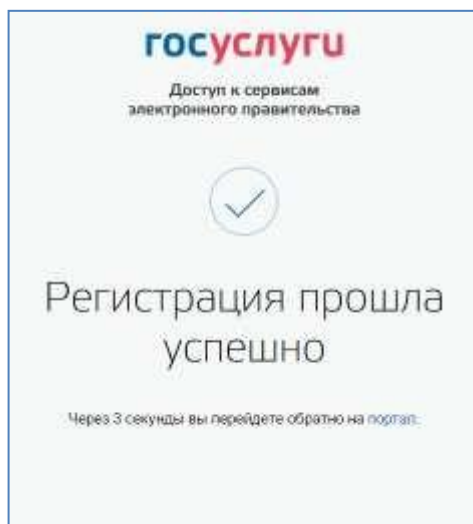 госуслуги
Доступ к сервисам
электронного правительства
Регистрация прошла
успешно
Через 3 секунды вы перейдете обратно на портал.